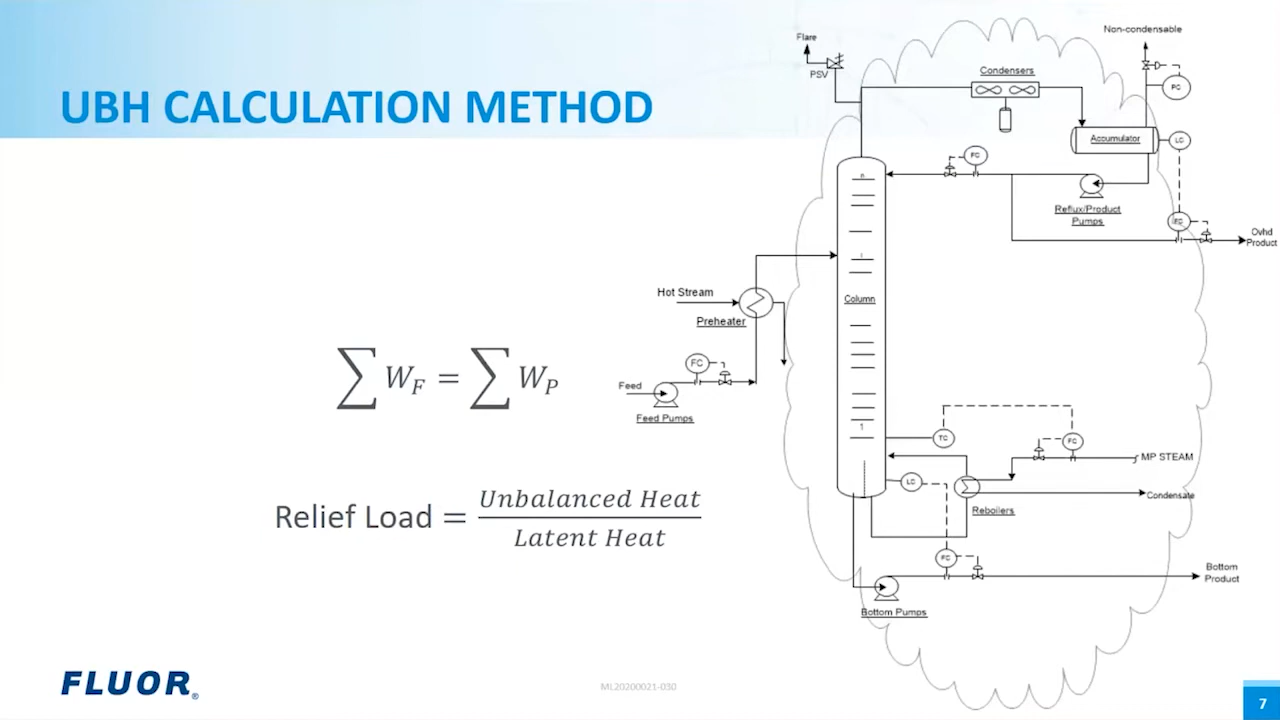 UBH CALCULATION METHOD
∑ W_F = ∑ W_P
Relief Load = Unbalanced Heat / Latent Heat
Flare
PSV
Condensers
Non-condensable
PC
Accumulator
LC
FC
Reflux/Product
Pumps
FC
Ovhd
Product
n
i
Column
1
Hot Stream
Preheater
FC
Feed
Feed Pumps
TC
FC
MP STEAM
LC
Condensate
Reboilers
FC
Bottom
Product
Bottom Pumps
FLUOR®
ML20200021-030
7